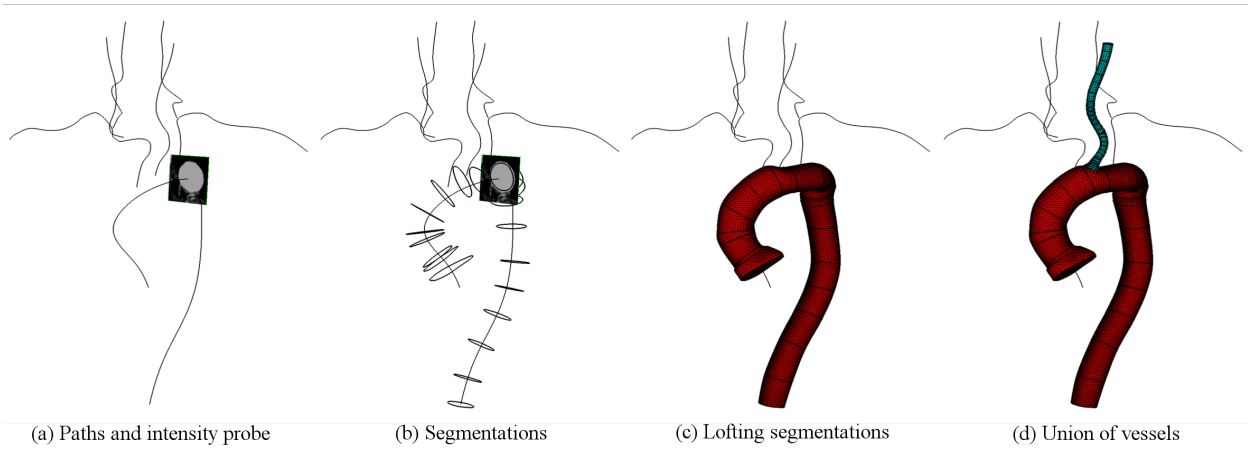 (a) Paths and intensity probe
(b) Segmentations
(c) Lofting segmentations
(d) Union of vessels